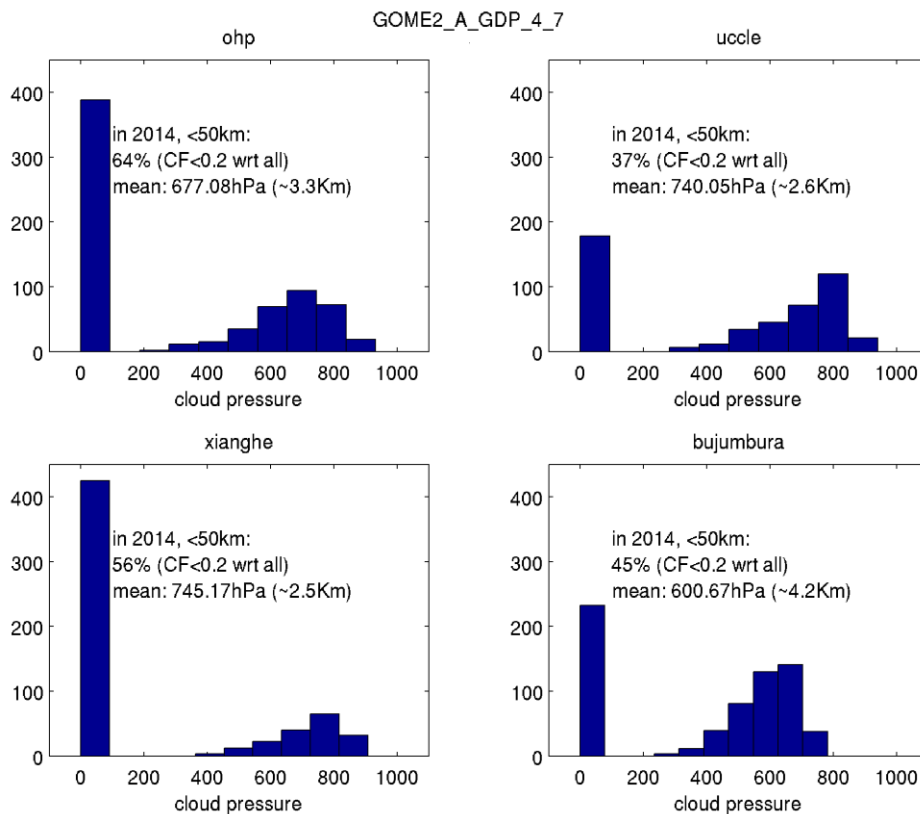 GOME2_A_GDP_4_7
ohp
400
300
200
100
0
in 2014, <50km:
64% (CF<0.2 wrt all)
mean: 677.08hPa (~3.3Km)
0 200 400 600 800 1000
cloud pressure
uccle
400
300
200
100
0
in 2014, <50km:
37% (CF<0.2 wrt all)
mean: 740.05hPa (~2.6Km)
0 200 400 600 800 1000
cloud pressure
xianghe
400
300
200
100
0
in 2014, <50km:
56% (CF<0.2 wrt all)
mean: 745.17hPa (~2.5Km)
0 200 400 600 800 1000
cloud pressure
bujumbura
400
300
200
100
0
in 2014, <50km:
45% (CF<0.2 wrt all)
mean: 600.67hPa (~4.2Km)
0 200 400 600 800 1000
cloud pressure